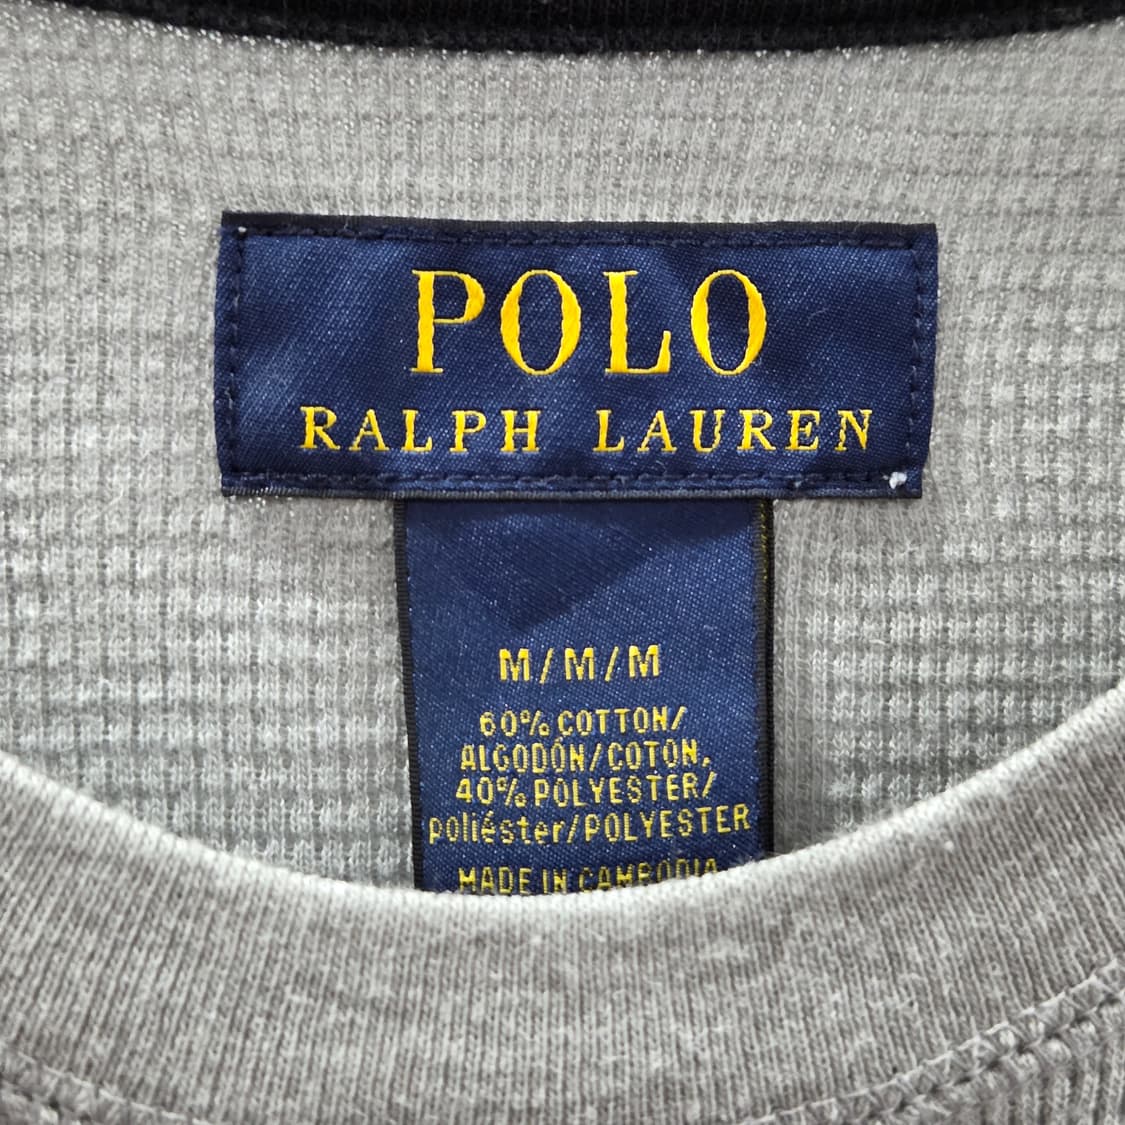 POLO
RALPH LAUREN
M/M/M
60% COTTON/
ALGODÓN/COTON,
40% POLYESTER/
poliéster/POLYESTER
MADE IN CAMBODIA